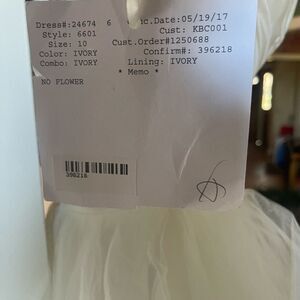 Dress#:24674 6 c.Date:05/19/17
Style: 6601 Cust: KBC001
Size: 10 Cust.Order#1250688
Color: IVORY Confirm#: 396218
Combo: IVORY Lining: IVORY
* Memo *
NO FLOWER
396218